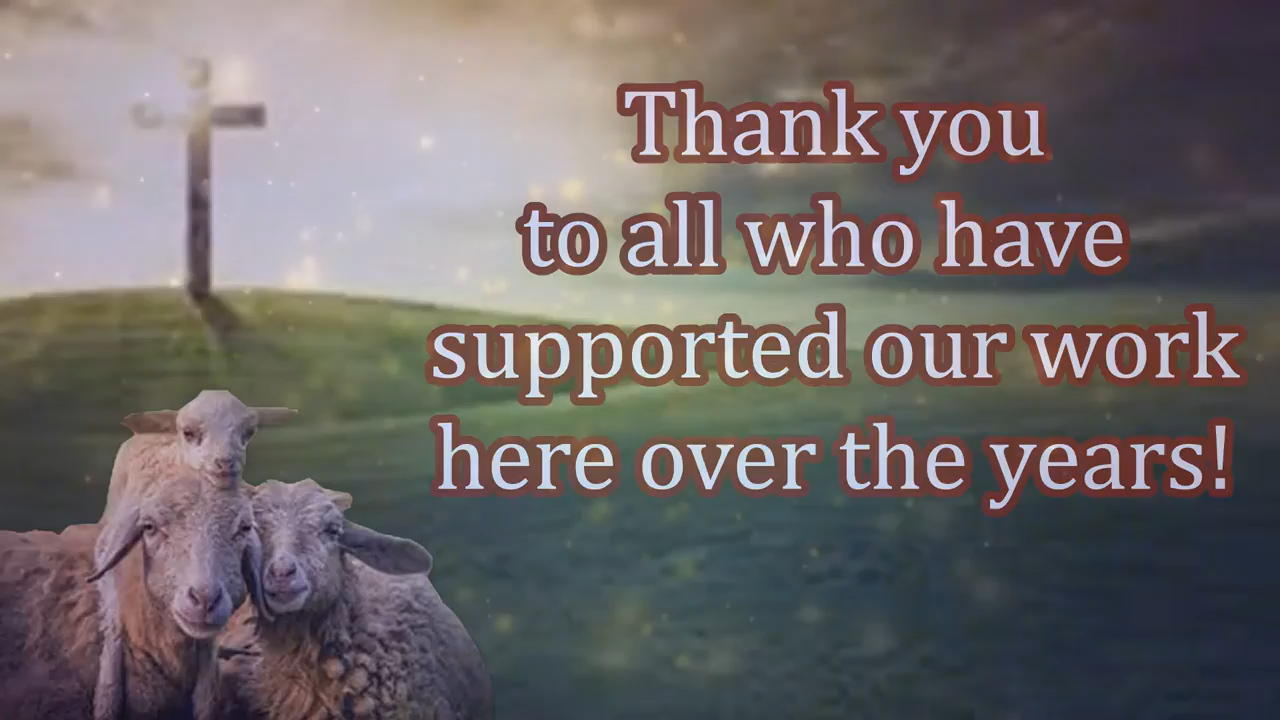 Thank you
to all who have
supported our work
here over the years!